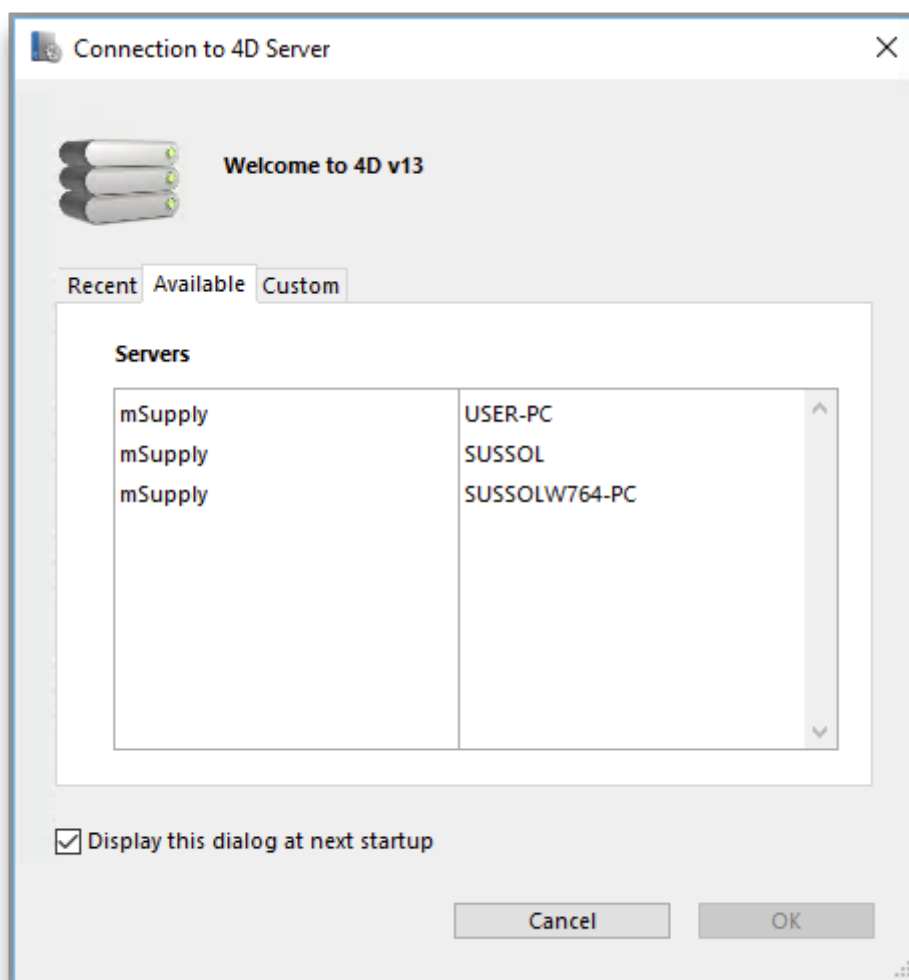 Connection to 4D Server
Welcome to 4D v13
Recent Available Custom
Servers
mSupply USER-PC
mSupply SUSSOL
mSupply SUSSOLW764-PC
Display this dialog at next startup
Cancel OK